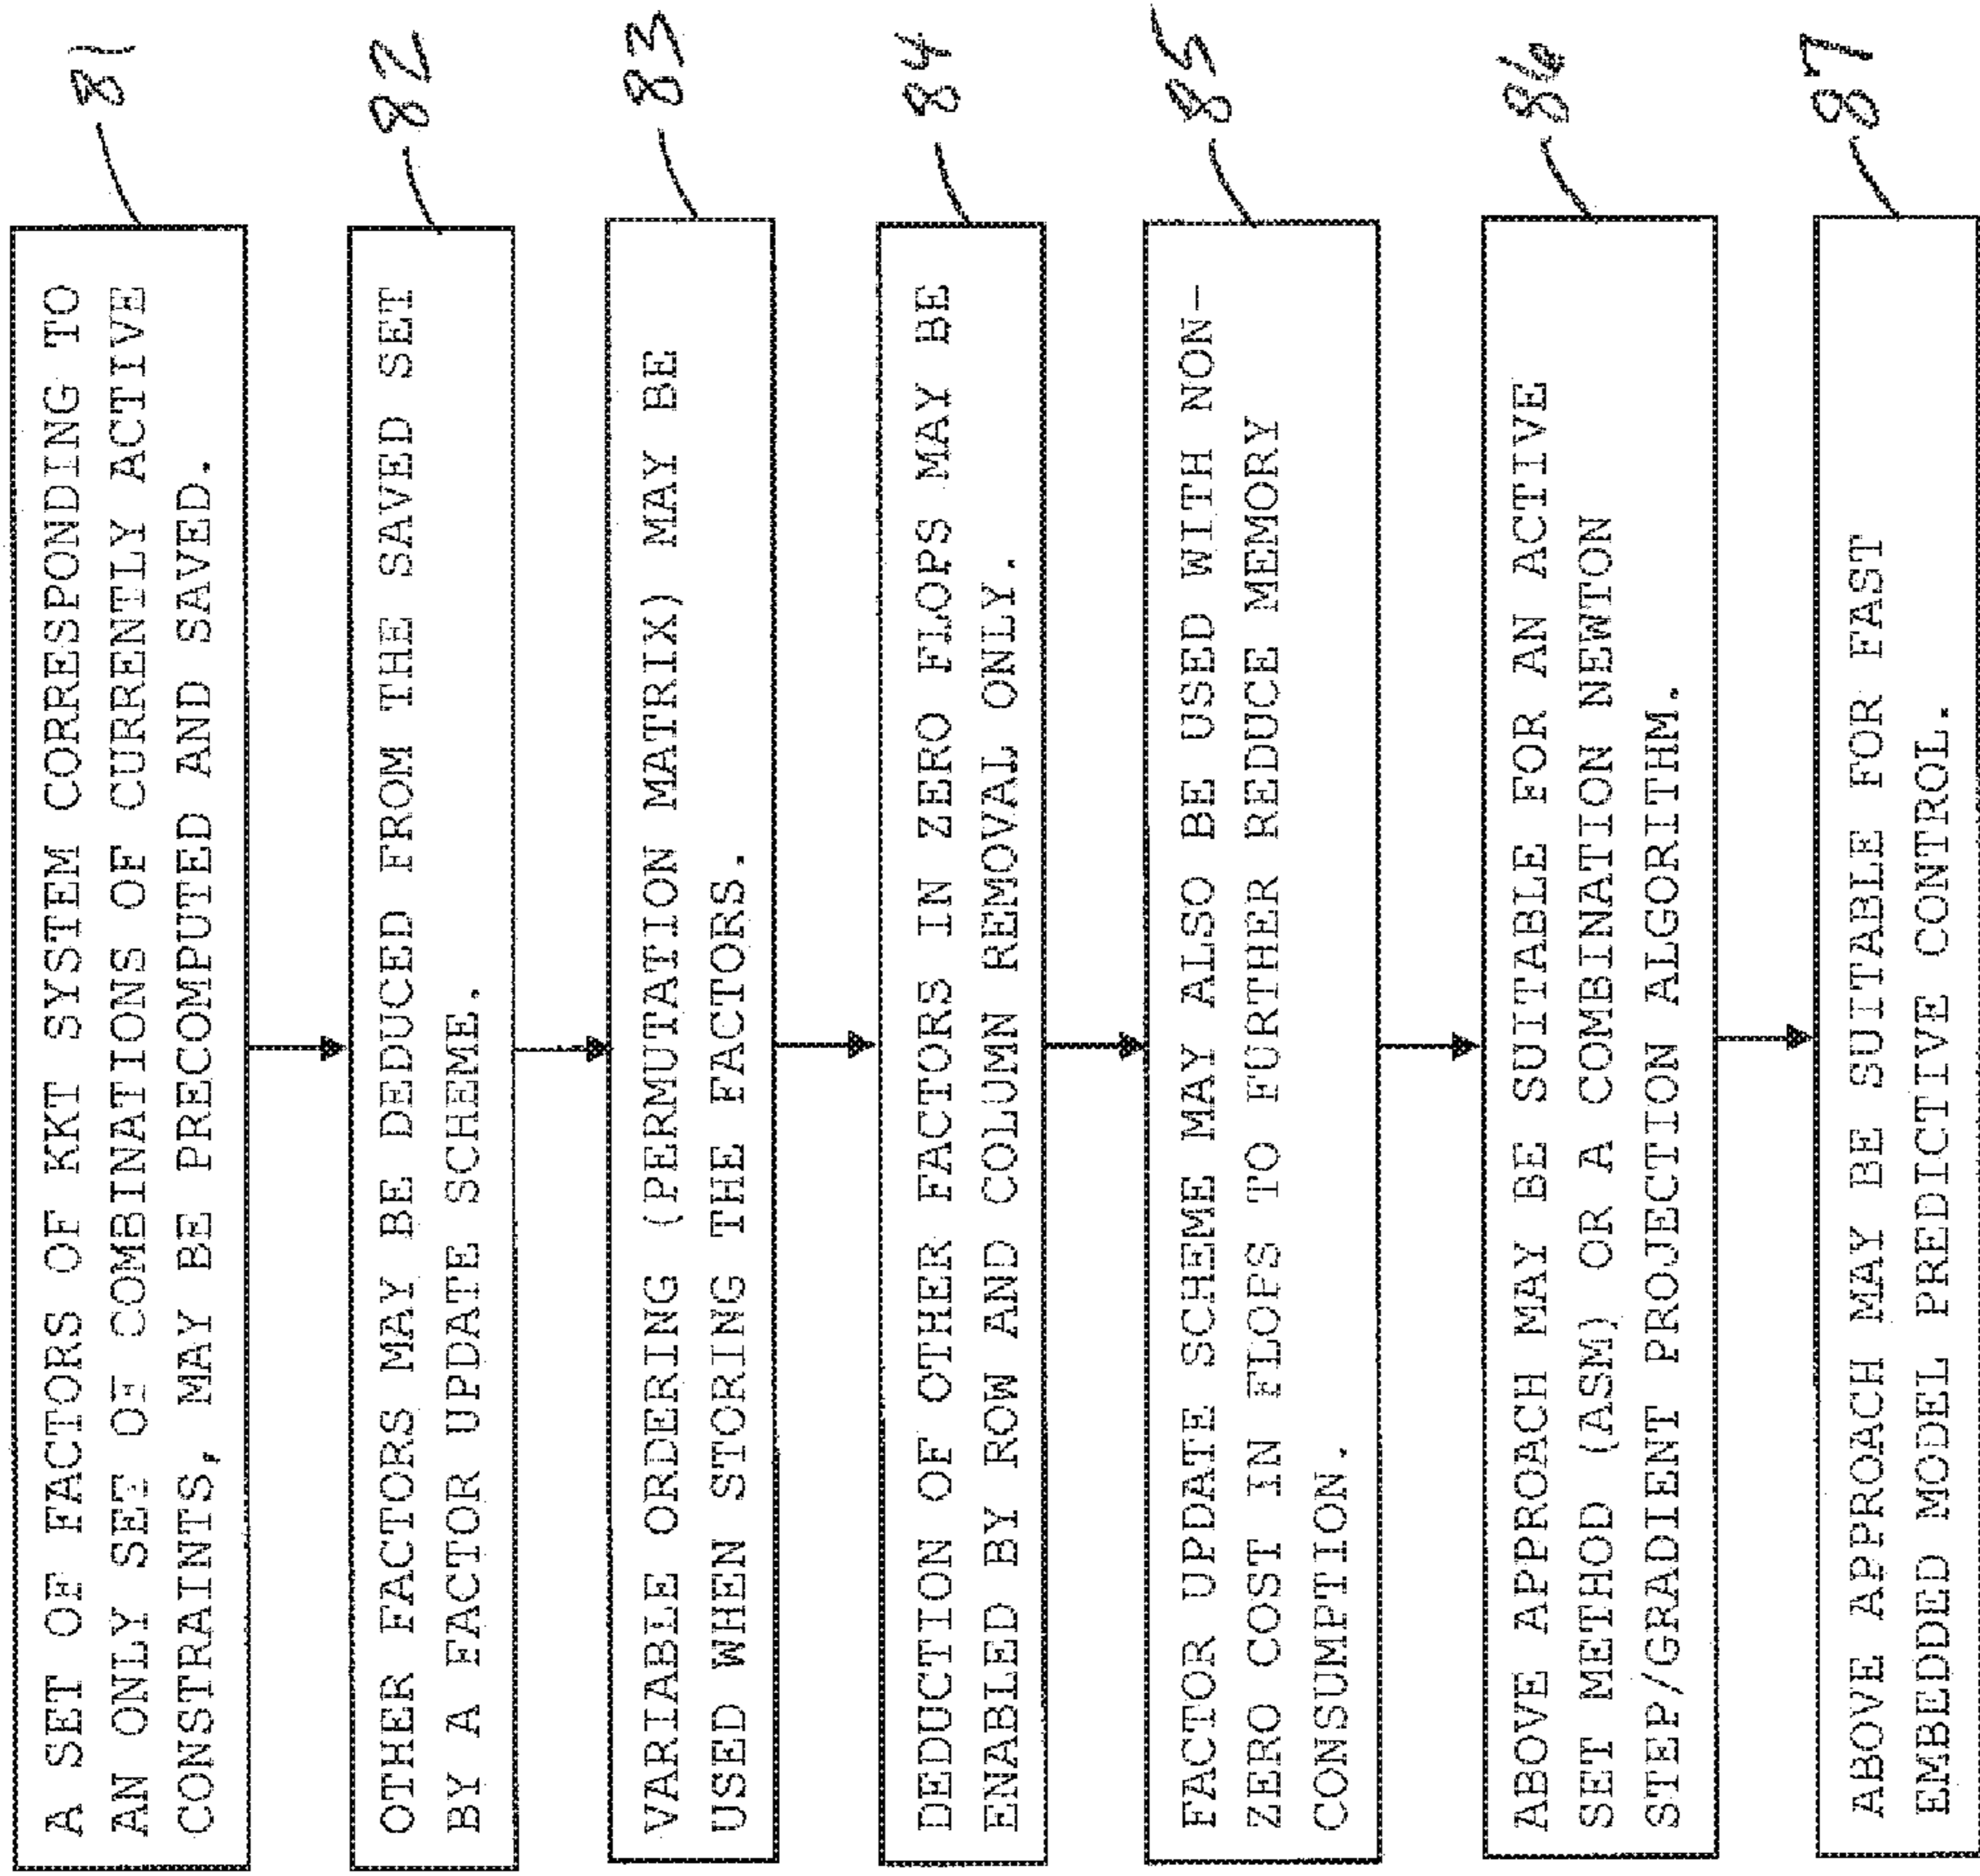 A SET OF FACTORS OF KKT SYSTEM CORRESPONDING TO
AN ONLY SET OF COMBINATIONS OF CURRENTLY ACTIVE
CONSTRAINTS, MAY BE PRECOMPUTED AND SAVED.
81
OTHER FACTORS MAY BE DEDUCED FROM THE SAVED SET
BY A FACTOR UPDATE SCHEME.
82
VARIABLE ORDERING (PERMUTATION MATRIX) MAY BE
USED WHEN STORING THE FACTORS.
83
DEDUCTION OF OTHER FACTORS IN ZERO FLOPS MAY BE
ENABLED BY ROW AND COLUMN REMOVAL ONLY.
84
FACTOR UPDATE SCHEME MAY ALSO BE USED WITH NON-
ZERO COST IN FLOPS TO FURTHER REDUCE MEMORY
CONSUMPTION.
85
ABOVE APPROACH MAY BE SUITABLE FOR AN ACTIVE
SET METHOD (ASM) OR A COMBINATION NEWTON
STEP/GRADIENT PROJECTION ALGORITHM.
86
ABOVE APPROACH MAY BE SUITABLE FOR FAST
EMBEDDED MODEL PREDICTIVE CONTROL.
87